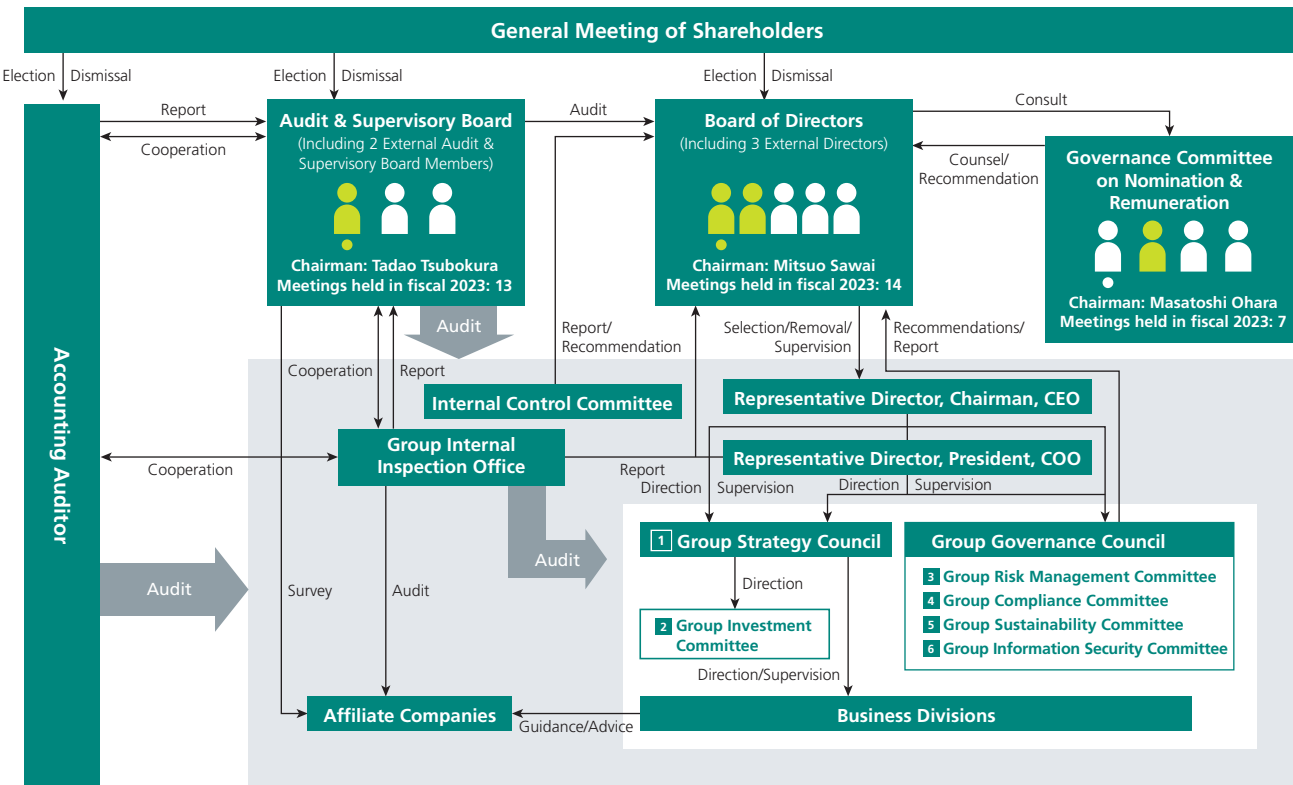 General Meeting of Shareholders
Election
Dismissal
Election
Dismissal
Election
Dismissal
Accounting Auditor
Report
Cooperation
Audit & Supervisory Board
(Including 2 External Audit &
Supervisory Board Members)
Chairman: Tadao Tsubokura
Meetings held in fiscal 2023: 13
Audit
Board of Directors
(Including 3 External Directors)
Chairman: Mitsuo Sawai
Meetings held in fiscal 2023: 14
Consult
Counsel/
Recommendation
Governance Committee
on Nomination &
Remuneration
Chairman: Masatoshi Ohara
Meetings held in fiscal 2023: 7
Audit
Cooperation
Report
Report/
Recommendation
Selection/Removal/
Supervision
Recommendations/
Report
Internal Control Committee
Representative Director, Chairman, CEO
Group Internal
Inspection Office
Representative Director, President, COO
Cooperation
Report
Direction
Supervision
Direction
Supervision
Audit
Audit
Survey
Audit
1 Group Strategy Council
Direction
2 Group Investment
Committee
Group Governance Council
3 Group Risk Management Committee
4 Group Compliance Committee
5 Group Sustainability Committee
6 Group Information Security Committee
Direction/Supervision
Affiliate Companies
Guidance/Advice
Business Divisions